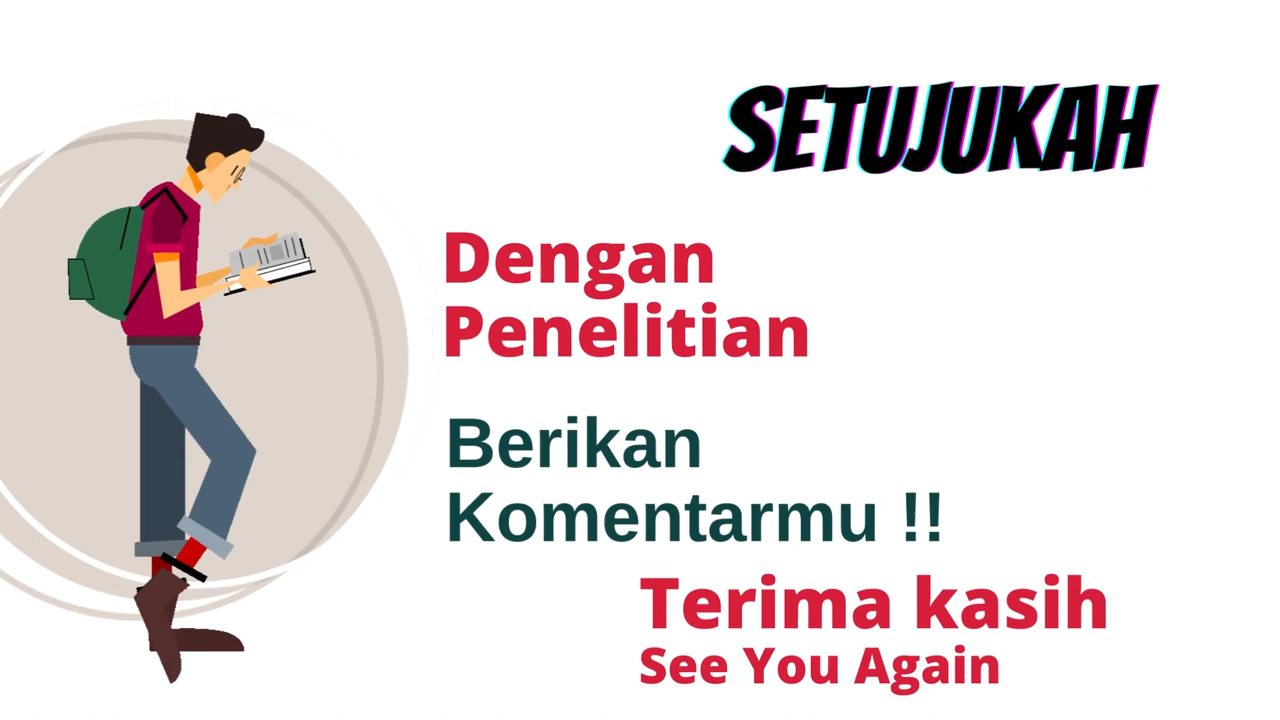 SETUJUKAH
Dengan
Penelitian
Berikan
Komentarmu !!
Terima kasih
See You Again